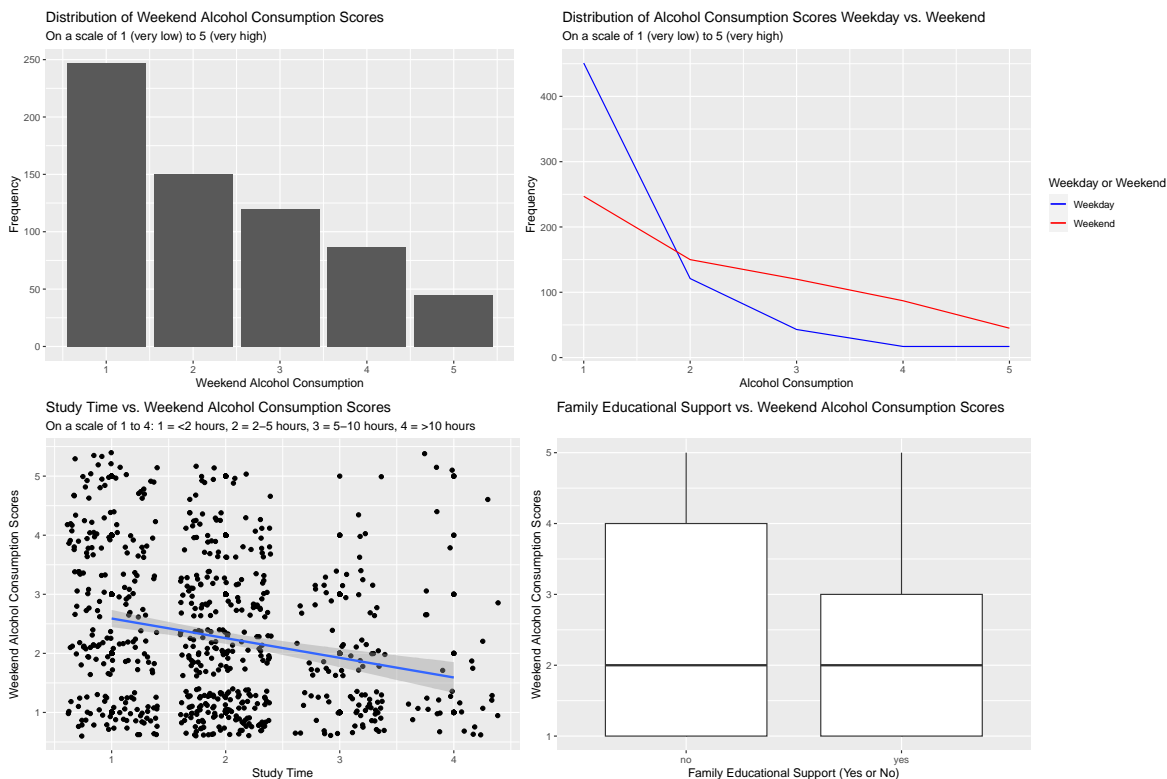 Distribution of Weekend Alcohol Consumption Scores
On a scale of 1 (very low) to 5 (very high)
250
200
150
100
50
0
Frequency
1 2 3 4 5
Weekend Alcohol Consumption
Distribution of Alcohol Consumption Scores Weekday vs. Weekend
On a scale of 1 (very low) to 5 (very high)
400
300
200
100
0
Frequency
1 2 3 4 5
Alcohol Consumption
Weekday or Weekend
Weekday
Weekend
Study Time vs. Weekend Alcohol Consumption Scores
On a scale of 1 to 4: 1 = <2 hours, 2 = 2–5 hours, 3 = 5–10 hours, 4 = >10 hours
5
4
3
2
1
Weekend Alcohol Consumption Scores
1 2 3 4
Study Time
Family Educational Support vs. Weekend Alcohol Consumption Scores
5
4
3
2
1
Weekend Alcohol Consumption Scores
no yes
Family Educational Support (Yes or No)